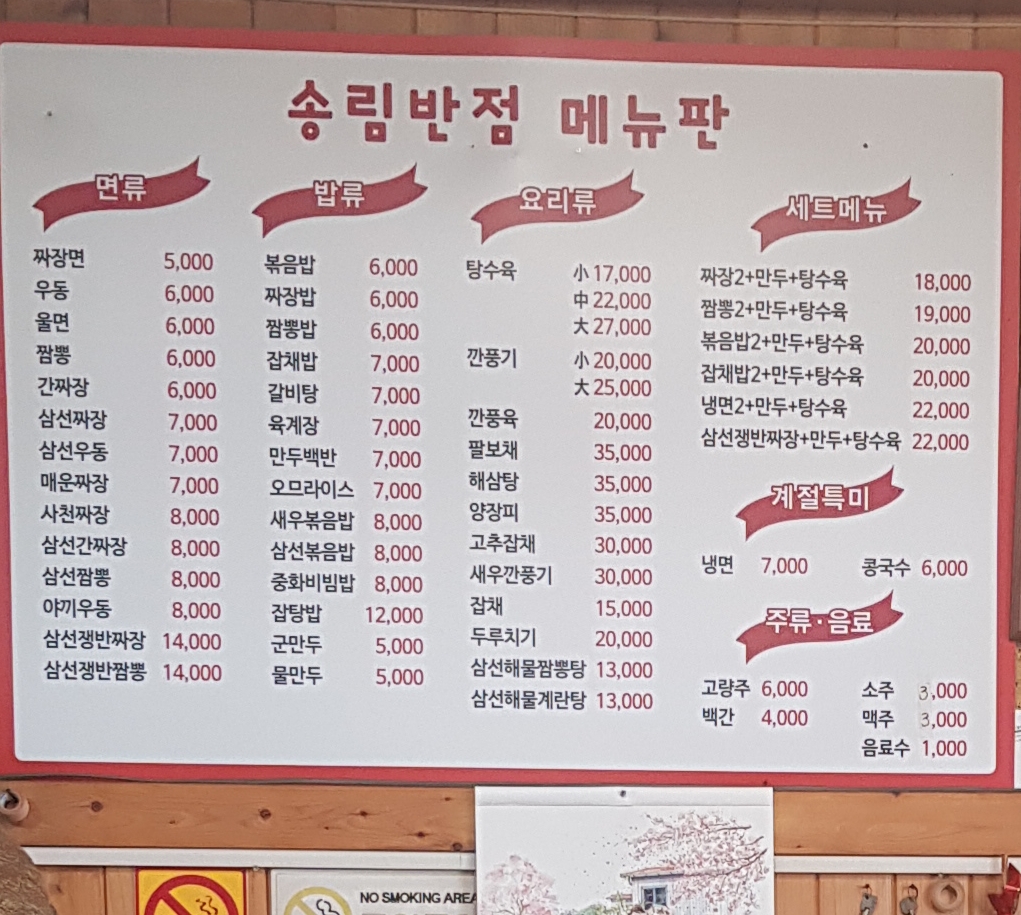 송림반점 메뉴판
면류
짜장면 5,000
우동 6,000
울면 6,000
짬뽕 6,000
간짜장 6,000
삼선짜장 7,000
삼선우동 7,000
매운짜장 7,000
사천짜장 8,000
삼선간짜장 8,000
삼선짬뽕 8,000
야끼우동 8,000
삼선쟁반짜장 14,000
삼선쟁반짬뽕 14,000
밥류
볶음밥 6,000
짜장밥 6,000
짬뽕밥 6,000
잡채밥 7,000
갈비탕 7,000
육계장 7,000
만두백반 7,000
오므라이스 7,000
새우볶음밥 8,000
삼선볶음밥 8,000
중화비빔밥 8,000
잡탕밥 12,000
군만두 5,000
물만두 5,000
요리류
탕수육 小 17,000
中 22,000
大 27,000
깐풍기 小 20,000
大 25,000
깐풍육 20,000
팔보채 35,000
해삼탕 35,000
양장피 35,000
고추잡채 30,000
새우깐풍기 30,000
잡채 15,000
두루치기 20,000
삼선해물짬뽕탕 13,000
삼선해물계란탕 13,000
세트메뉴
짜장2+만두+탕수육 18,000
짬뽕2+만두+탕수육 19,000
볶음밥2+만두+탕수육 20,000
잡채밥2+만두+탕수육 20,000
냉면2+만두+탕수육 22,000
삼선쟁반짜장+만두+탕수육 22,000
계절특미
냉면 7,000 콩국수 6,000
주류·음료
고량주 6,000 소주 3,000
백간 4,000 맥주 3,000
음료수 1,000
NO SMOKING AREA